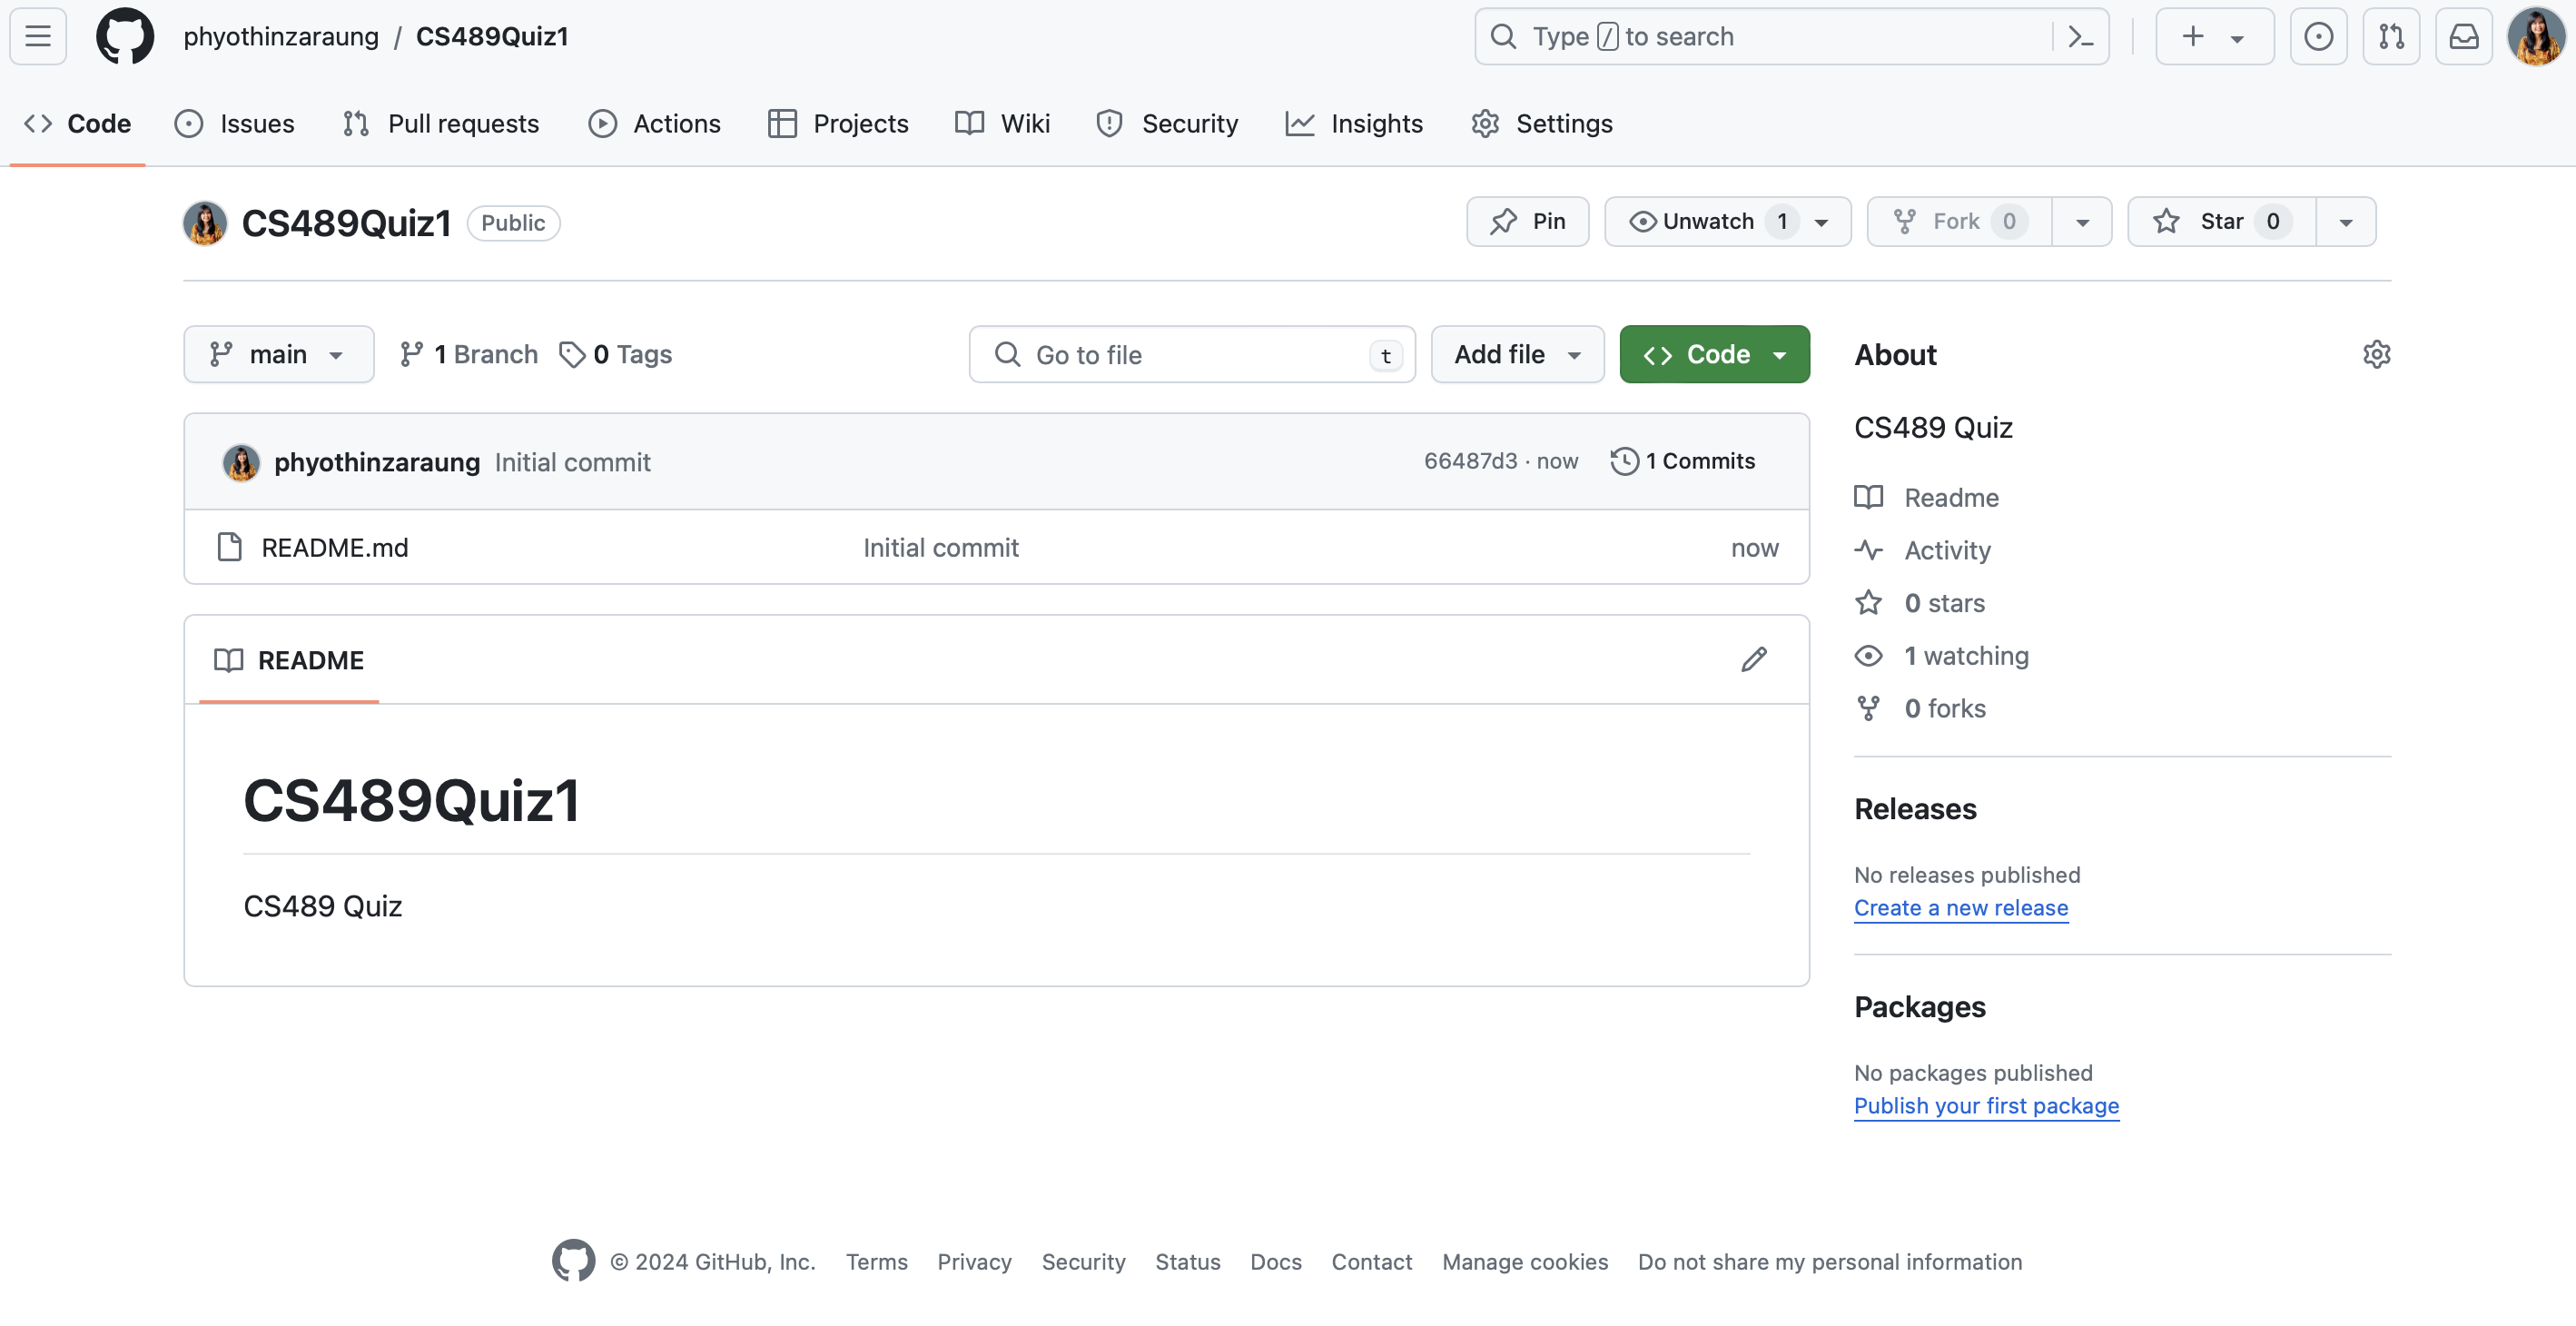 phyothinzaraung / CS489Quiz1
Type / to search
Code Issues Pull requests Actions Projects Wiki Security Insights Settings
CS489Quiz1 Public
Pin Unwatch 1 Fork 0 Star 0
main 1 Branch 0 Tags
Go to file t Add file Code
phyothinzaraung Initial commit 66487d3 · now 1 Commits
README.md Initial commit now
README
CS489Quiz1
CS489 Quiz
About
CS489 Quiz
Readme
Activity
0 stars
1 watching
0 forks
Releases
No releases published
Create a new release
Packages
No packages published
Publish your first package
© 2024 GitHub, Inc. Terms Privacy Security Status Docs Contact Manage cookies Do not share my personal information